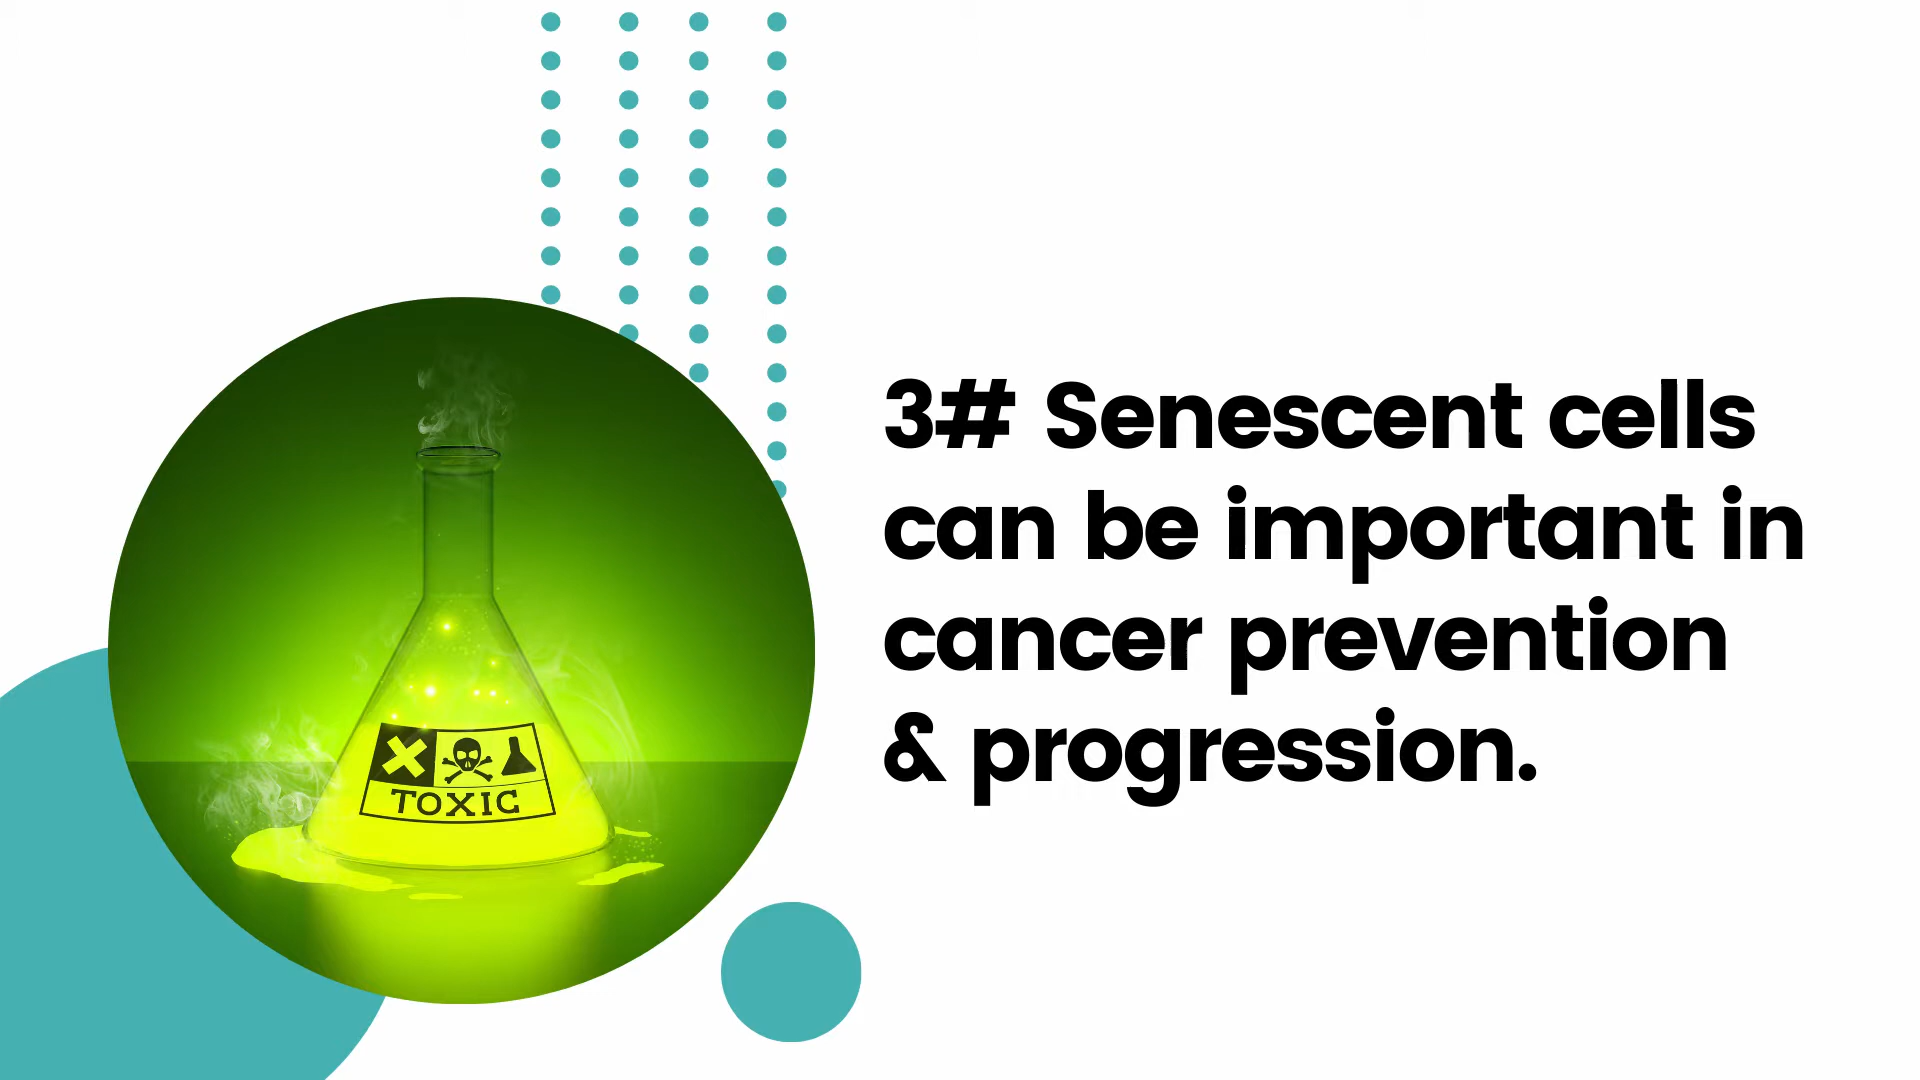 3# Senescent cells
can be important in
cancer prevention
& progression.
TOXIC